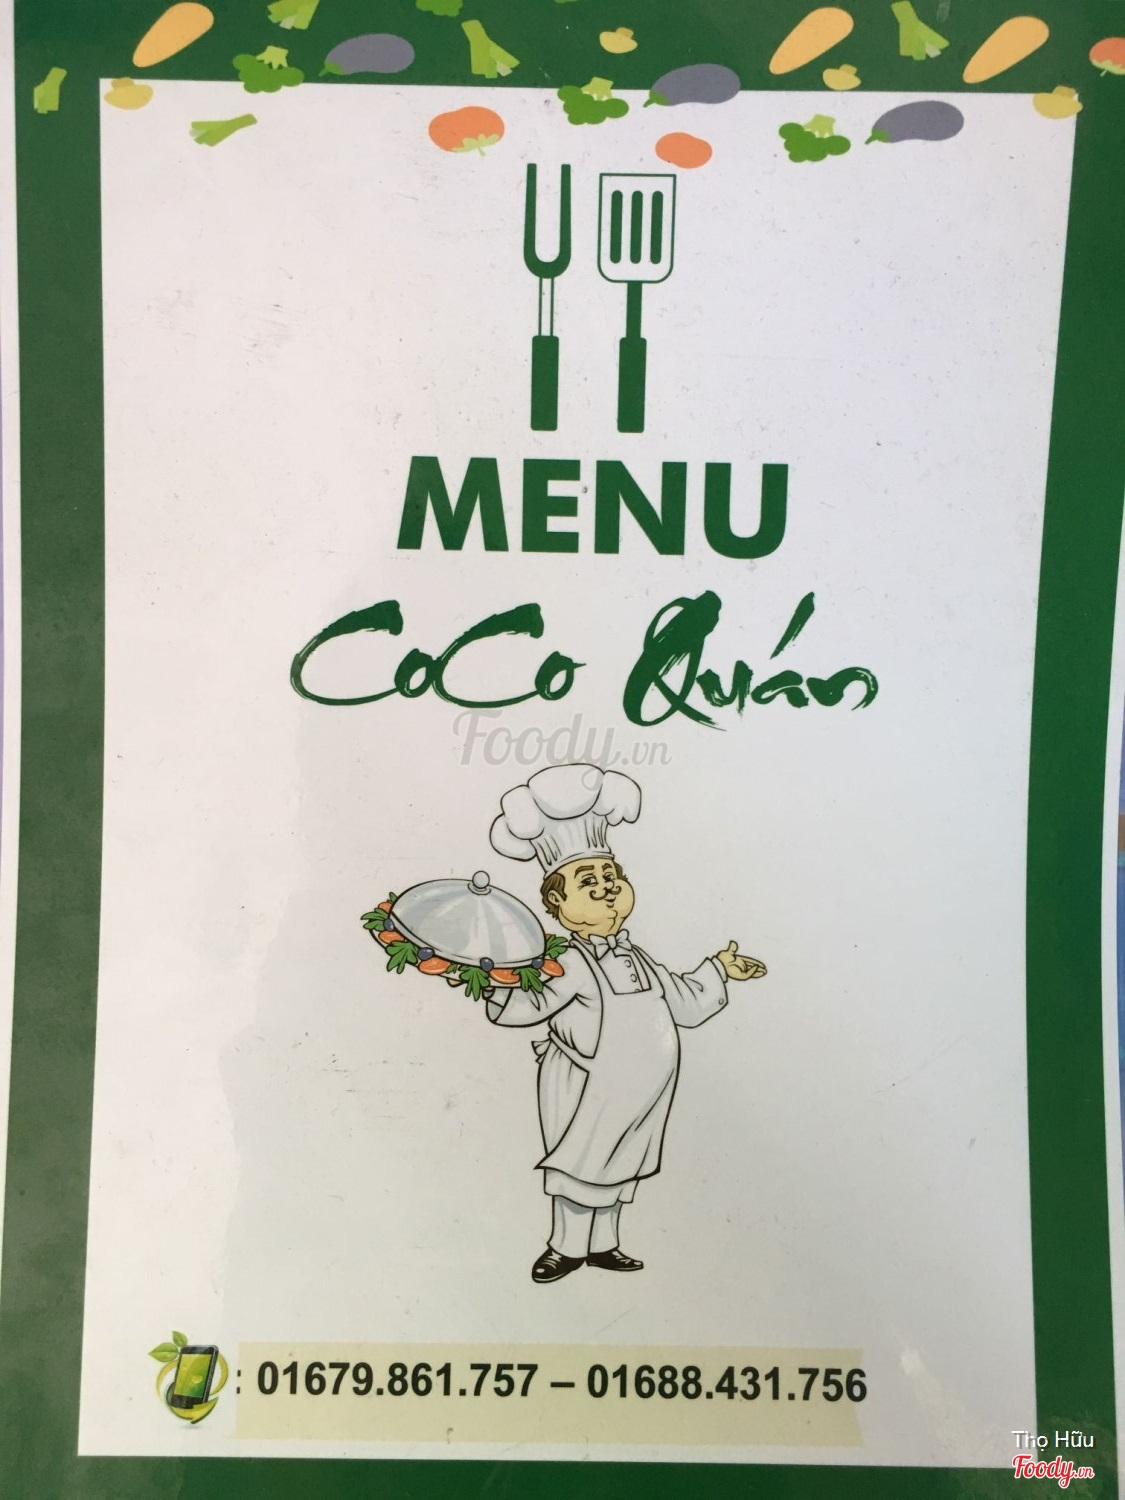 MENU
CoCo Quán
Foody.vn
: 01679.861.757 – 01688.431.756
Thọ Hữu
Foody.vn